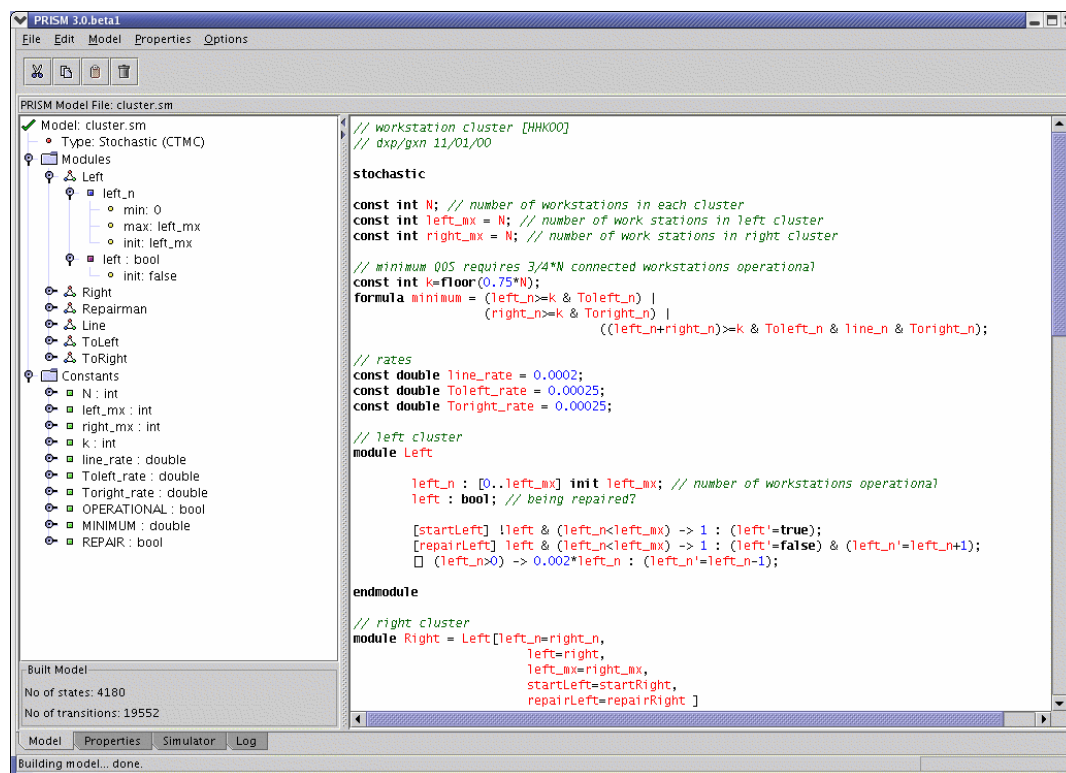 PRISM 3.0.beta1
File Edit Model Properties Options
PRISM Model File: cluster.sm
Model: cluster.sm
Type: Stochastic (CTMC)
Modules
Left
left_n
min: 0
max: left_mx
init: left_mx
left : bool
init: false
Right
Repairman
Line
ToLeft
ToRight
Constants
N : int
left_mx : int
right_mx : int
k : int
line_rate : double
Toleft_rate : double
Toright_rate : double
OPERATIONAL : bool
MINIMUM : double
REPAIR : bool
Built Model
No of states: 4180
No of transitions: 19552
// workstation cluster [HHK00]
// dxp/gxn 11/01/00
stochastic
const int N; // number of workstations in each cluster
const int left_mx = N; // number of work stations in left cluster
const int right_mx = N; // number of work stations in right cluster
// minimum QOS requires 3/4*N connected workstations operational
const int k=floor(0.75*N);
formula minimum = (left_n>=k & Toleft_n) |
(right_n>=k & Toright_n) |
((left_n+right_n)>=k & Toleft_n & line_n & Toright_n);
// rates
const double line_rate = 0.0002;
const double Toleft_rate = 0.00025;
const double Toright_rate = 0.00025;
// left cluster
module Left
left_n : [0..left_mx] init left_mx; // number of workstations operational
left : bool; // being repaired?
[startLeft] !left & (left_n<left_mx) -> 1 : (left'=true);
[repairLeft] left & (left_n<left_mx) -> 1 : (left'=false) & (left_n'=left_n+1);
[] (left_n>0) -> 0.002*left_n : (left_n'=left_n-1);
endmodule
// right cluster
module Right = Left[left_n=right_n,
left=right,
left_mx=right_mx,
startLeft=startRight,
repairLeft=repairRight ]
Model Properties Simulator Log
Building model... done.